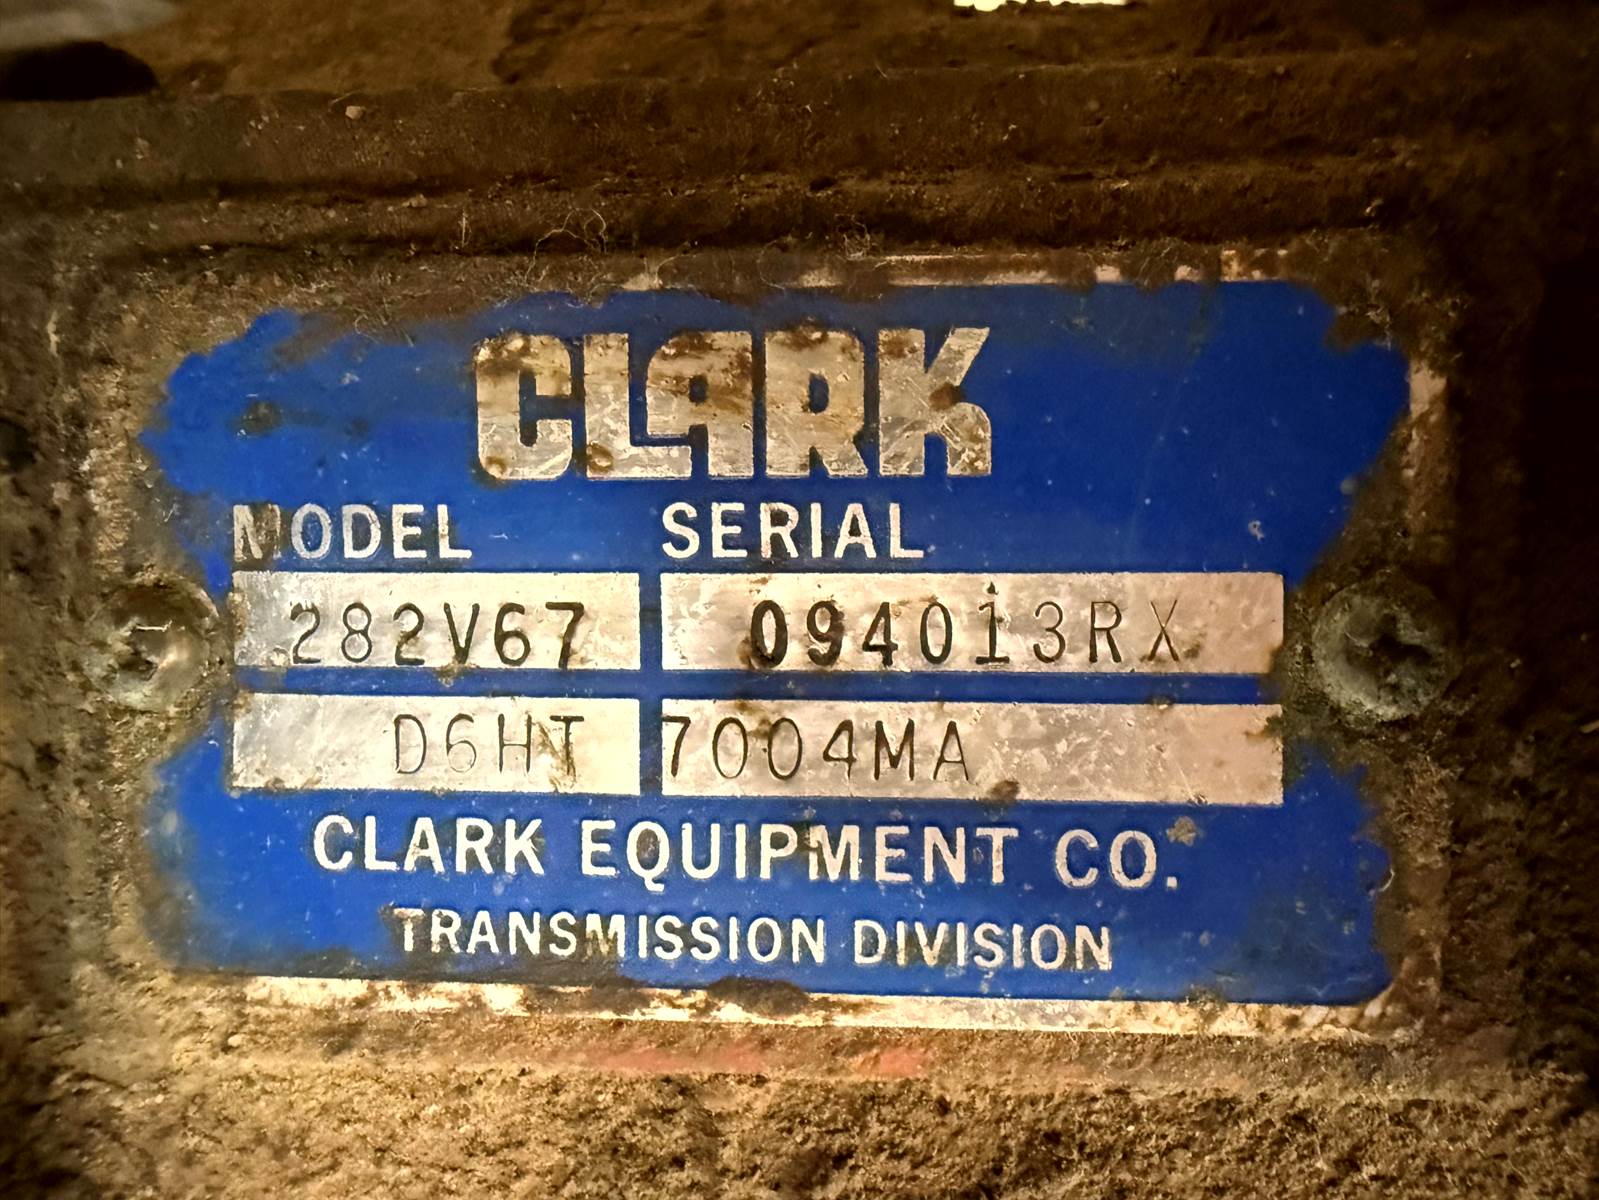 CLARK
MODEL SERIAL
282V67 094013RX
D6HT 7004MA
CLARK EQUIPMENT CO.
TRANSMISSION DIVISION